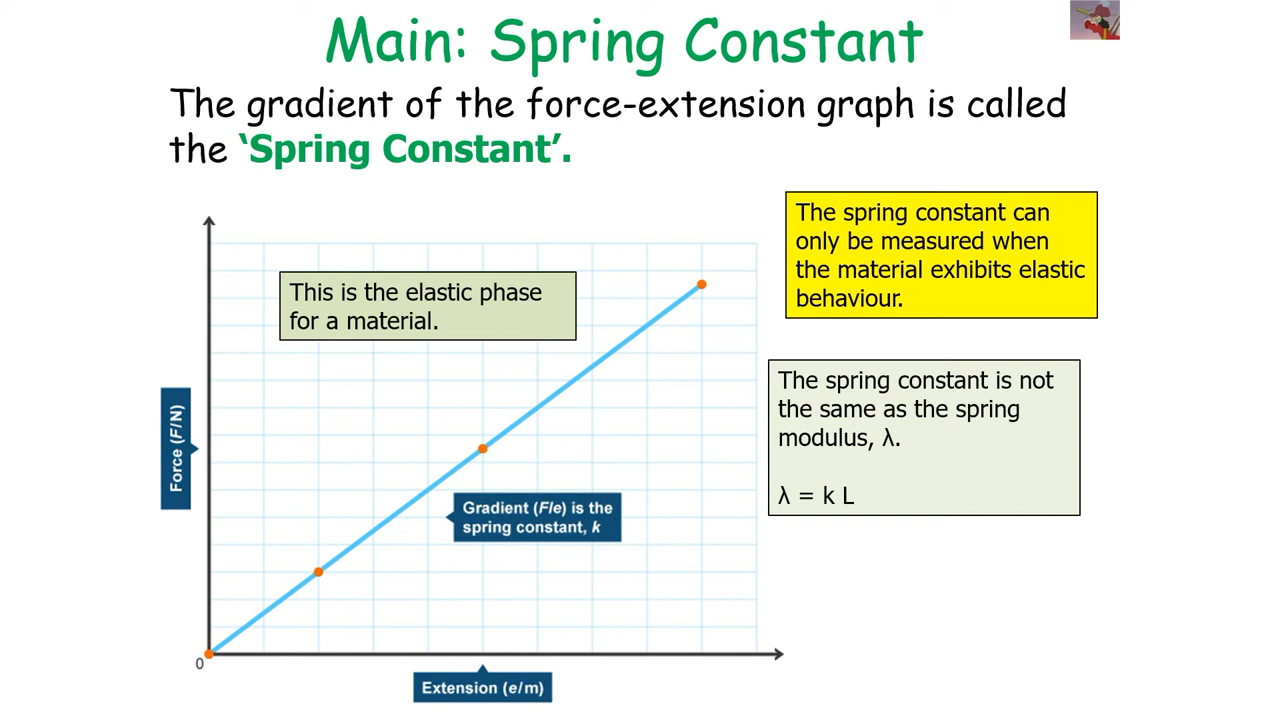 Main: Spring Constant
The gradient of the force-extension graph is called
the ‘Spring Constant’.
The spring constant can
only be measured when
the material exhibits elastic
behaviour.
This is the elastic phase
for a material.
The spring constant is not
the same as the spring
modulus, λ.
λ = k L
Force (F/N)
Gradient (F/e) is the
spring constant, k
0
Extension (e/m)